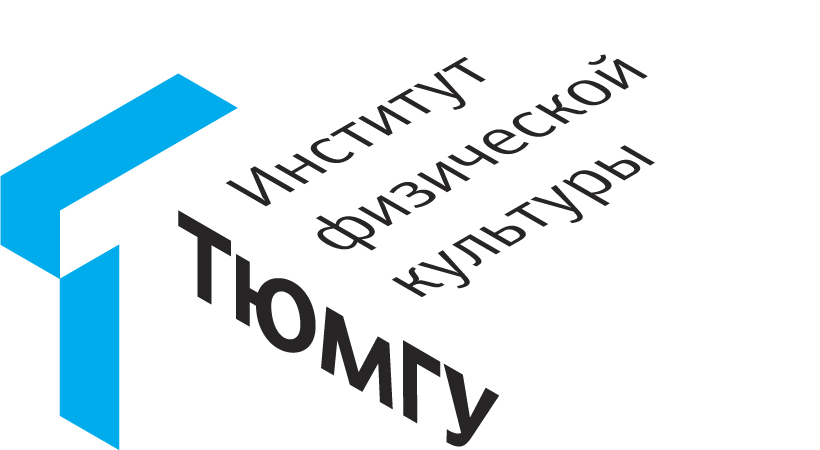 Институт
физической
культуры
ТЮМГУ